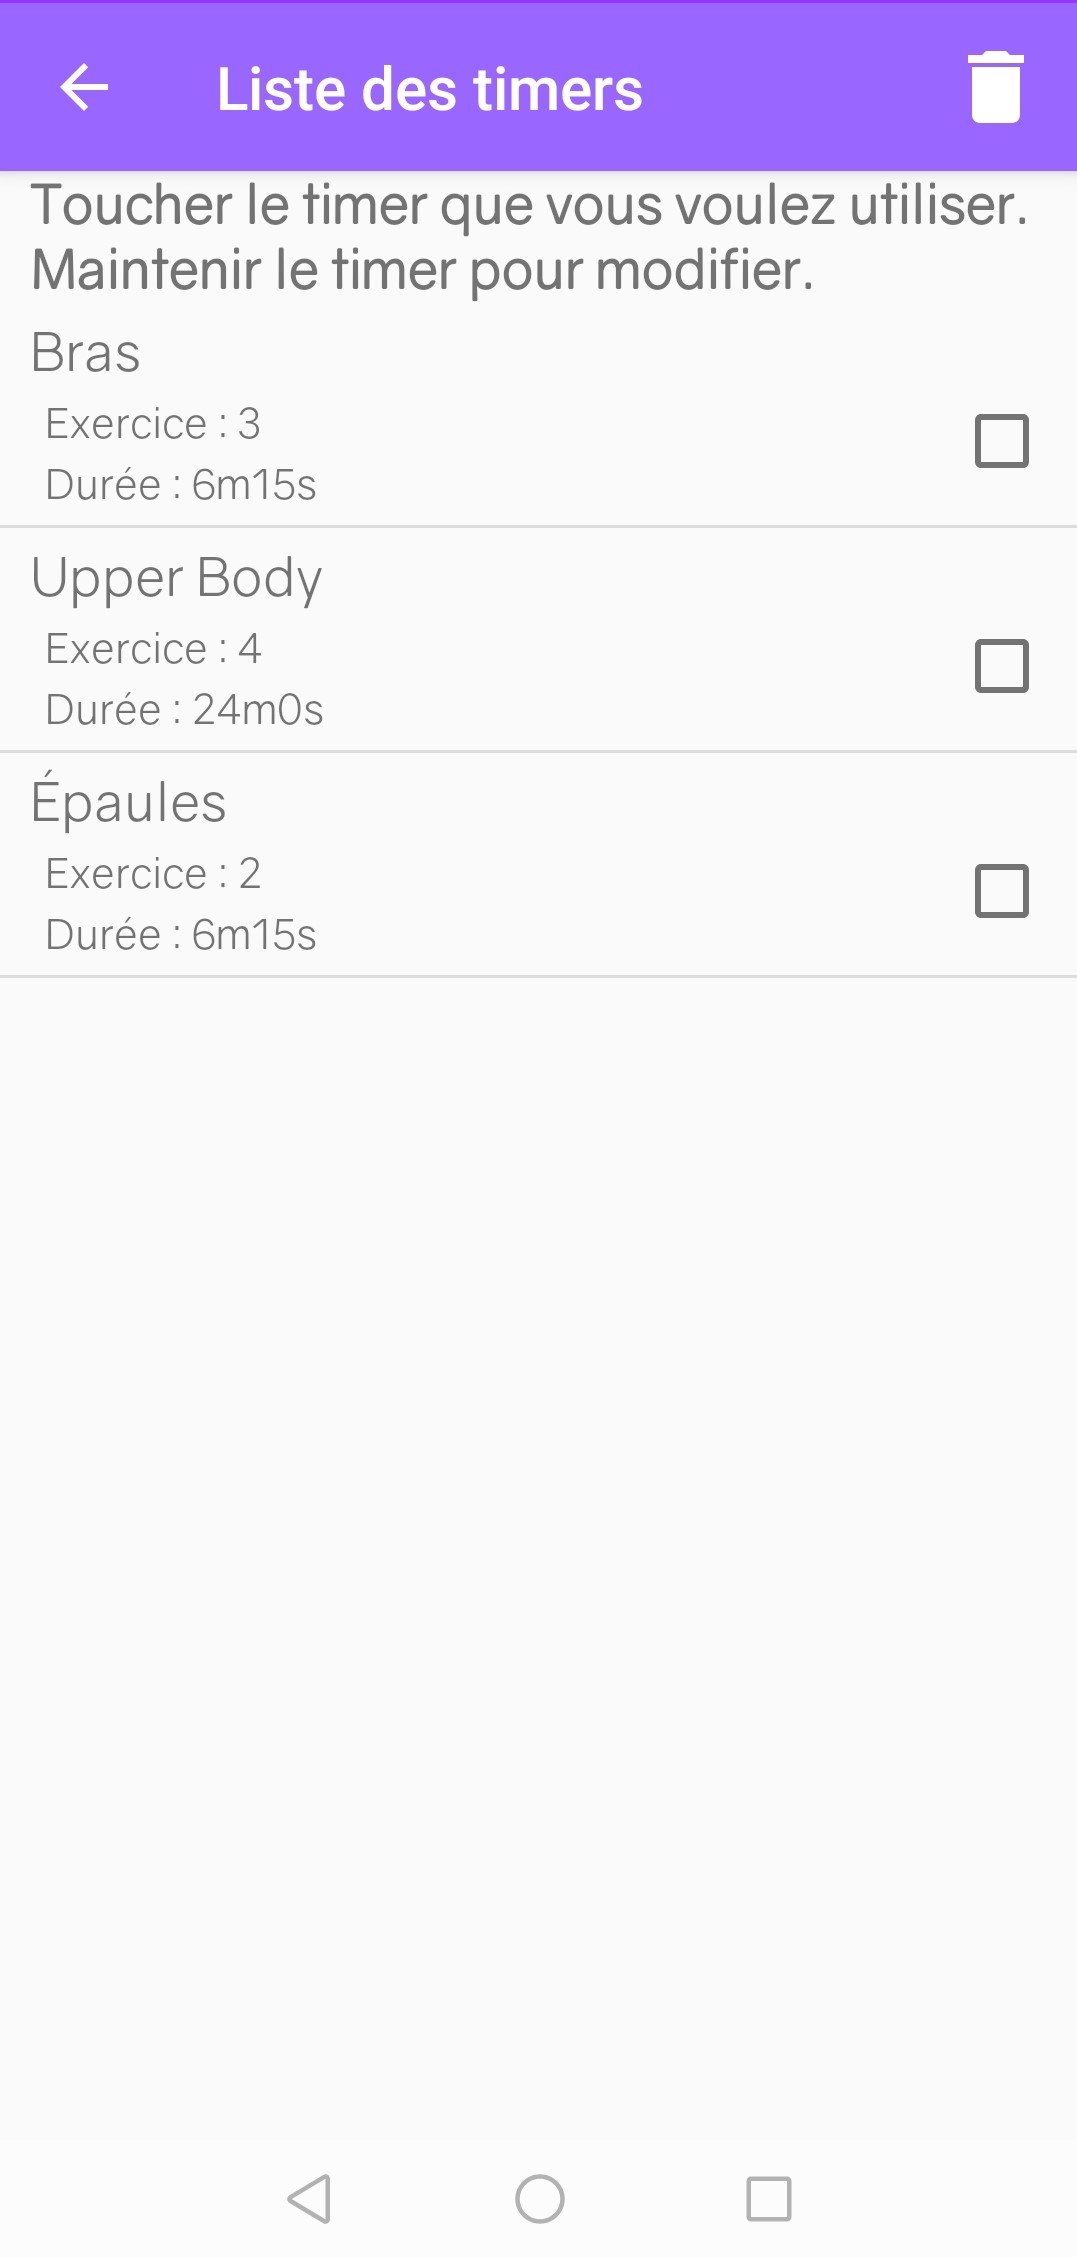 Liste des timers
Toucher le timer que vous voulez utiliser.
Maintenir le timer pour modifier.
Bras
Exercice : 3
Durée : 6m15s
Upper Body
Exercice : 4
Durée : 24m0s
Épaules
Exercice : 2
Durée : 6m15s